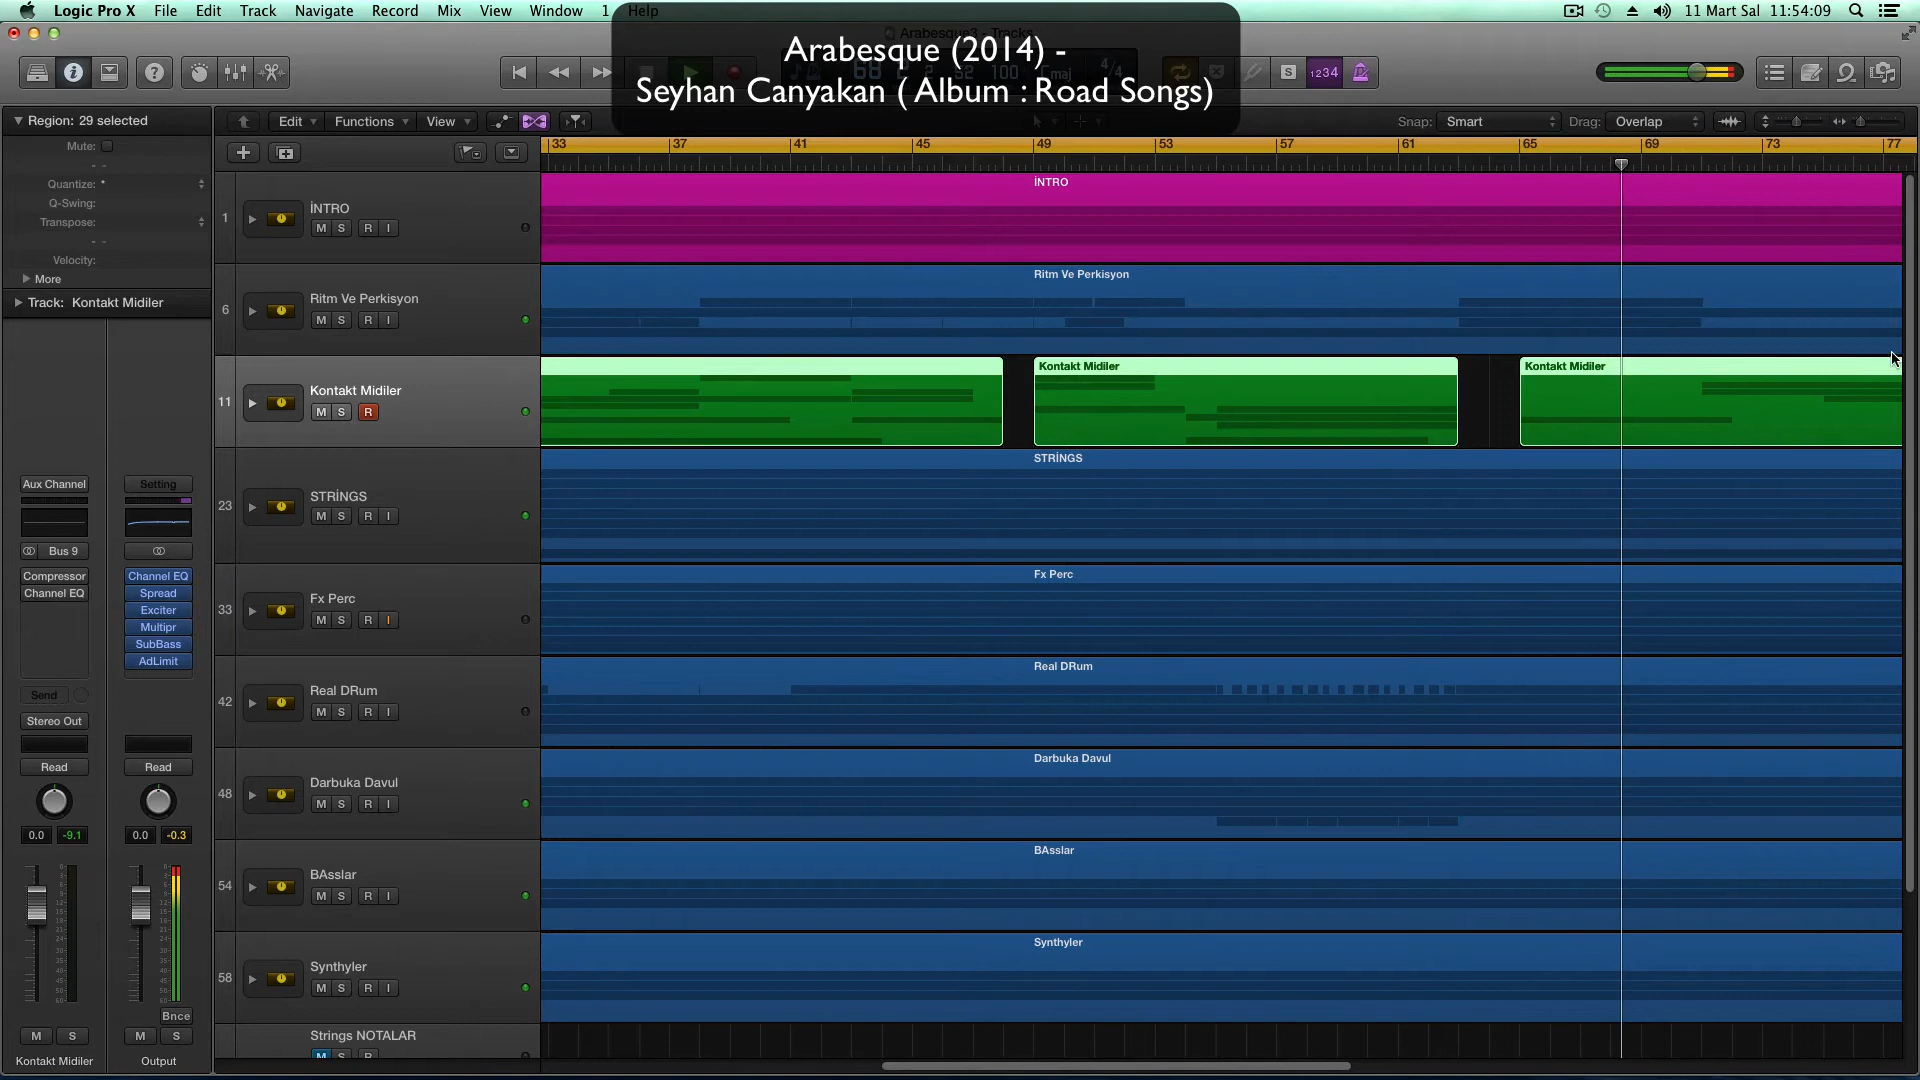 Logic Pro X File Edit Track Navigate Record Mix View Window 1 Help 11 Mart Sal 11:54:09
Arabesque3 - Tracks
Arabesque (2014) -
Seyhan Canyakan ( Album : Road Songs)
S 1234
Region: 29 selected
Edit Functions View Snap: Smart Drag: Overlap
Mute:
Quantize:
Q-Swing:
Transpose:
Velocity:
More
Track: Kontakt Midiler
33 37 41 45 49 53 57 61 65 69 73 77
1 İNTRO M S R I
İNTRO
6 Ritm Ve Perkisyon M S R I
Ritm Ve Perkisyon
11 Kontakt Midiler M S R
Kontakt Midiler Kontakt Midiler
23 STRİNGS M S R I
STRİNGS
33 Fx Perc M S R I
Fx Perc
42 Real DRum M S R I
Real DRum
48 Darbuka Davul M S R I
Darbuka Davul
54 BAsslar M S R I
BAsslar
58 Synthyler M S R I
Synthyler
Strings NOTALAR
M S R
Aux Channel Setting
Bus 9
Compressor Channel EQ
Channel EQ Spread
Exciter
Multipr
SubBass
AdLimit
Send
Stereo Out
Read Read
0.0 -9.1 0.0 -0.3
Bnce
M S M S
Kontakt Midiler Output